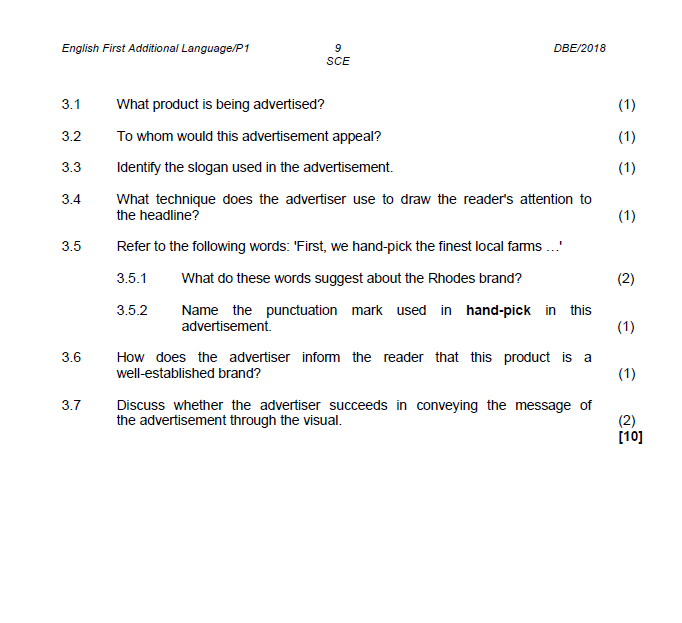 English First Additional Language/P1 9 DBE/2018
SCE
3.1 What product is being advertised? (1)
3.2 To whom would this advertisement appeal? (1)
3.3 Identify the slogan used in the advertisement. (1)
3.4 What technique does the advertiser use to draw the reader's attention to
the headline? (1)
3.5 Refer to the following words: 'First, we hand-pick the finest local farms …'
3.5.1 What do these words suggest about the Rhodes brand? (2)
3.5.2 Name the punctuation mark used in hand-pick in this
advertisement. (1)
3.6 How does the advertiser inform the reader that this product is a
well-established brand? (1)
3.7 Discuss whether the advertiser succeeds in conveying the message of
the advertisement through the visual. (2)
[10]